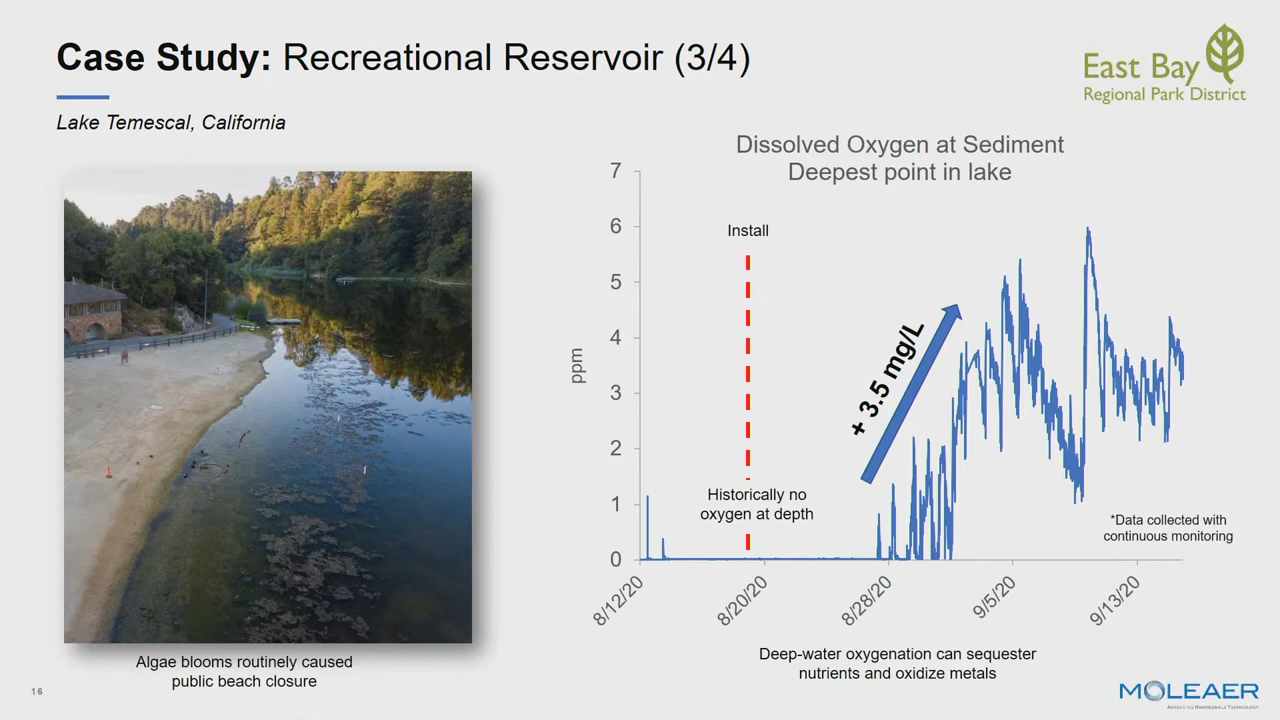 Case Study: Recreational Reservoir (3/4)
East Bay
Regional Park District
Lake Temescal, California
Dissolved Oxygen at Sediment
Deepest point in lake
7
6
5
4
3
2
1
0
ppm
Install
+ 3.5 mg/L
Historically no
oxygen at depth
*Data collected with
continuous monitoring
8/12/20
8/20/20
8/28/20
9/5/20
9/13/20
Algae blooms routinely caused
public beach closure
Deep-water oxygenation can sequester
nutrients and oxidize metals
16
MOLEAER
ADVANCING NANOBUBBLE TECHNOLOGY